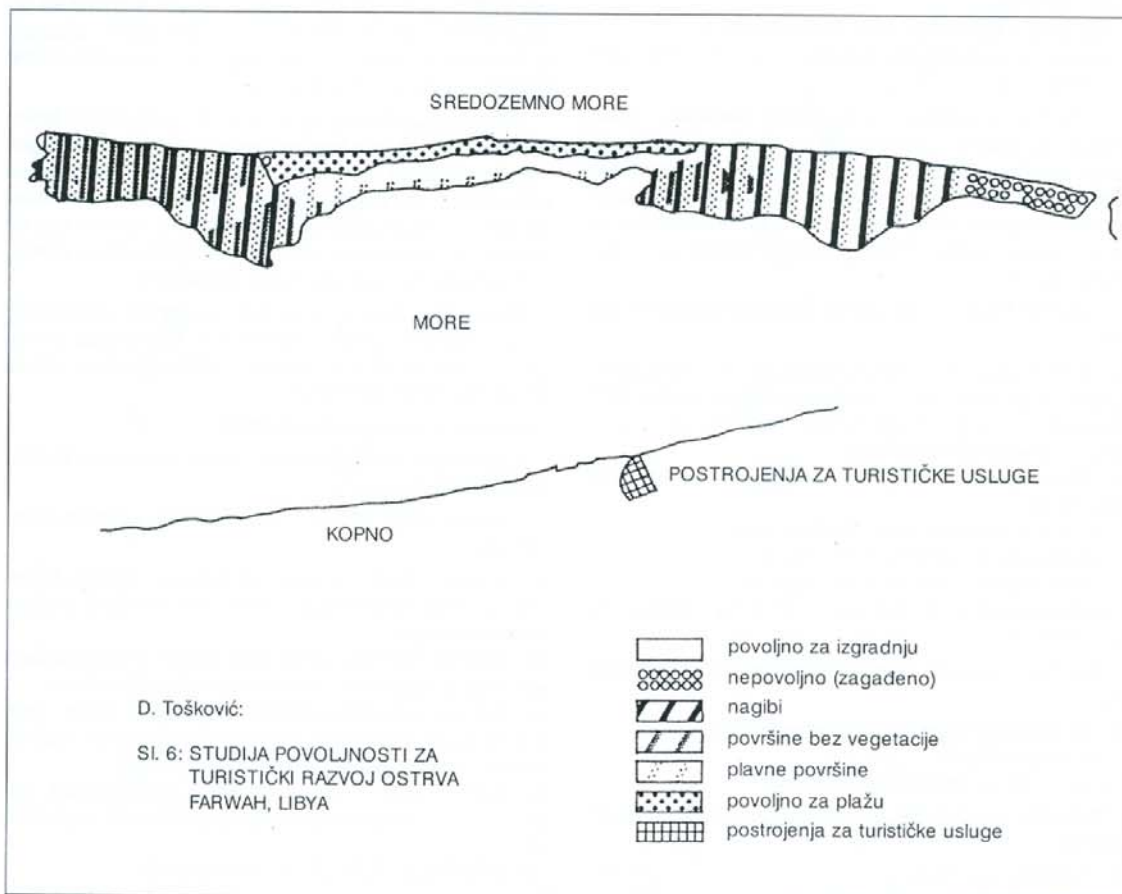 SREDOZEMNO MORE
MORE
POSTROJENJA ZA TURISTIČKE USLUGE
KOPNO
povoljno za izgradnju
nepovoljno (zagađeno)
nagibi
površine bez vegetacije
plavne površine
povoljno za plažu
postrojenja za turističke usluge
D. Tošković:
Sl. 6: STUDIJA POVOLJNOSTI ZA
TURISTIČKI RAZVOJ OSTRVA
FARWAH, LIBYA